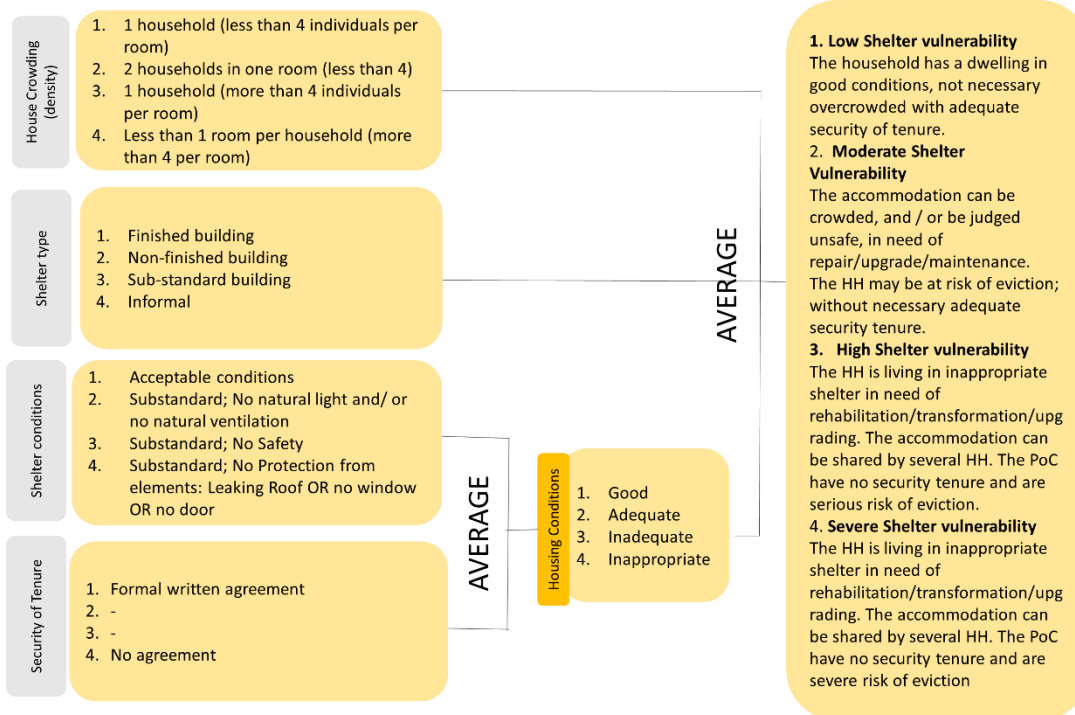 House Crowding
(density)
1. 1 household (less than 4 individuals per
room)
2. 2 households in one room (less than 4)
3. 1 household (more than 4 individuals
per room)
4. Less than 1 room per household (more
than 4 per room)
Shelter type
1. Finished building
2. Non-finished building
3. Sub-standard building
4. Informal
Shelter conditions
1. Acceptable conditions
2. Substandard; No natural light and/ or
no natural ventilation
3. Substandard; No Safety
4. Substandard; No Protection from
elements: Leaking Roof OR no window
OR no door
Security of Tenure
1. Formal written agreement
2. -
3. -
4. No agreement
AVERAGE
Housing Conditions
1. Good
2. Adequate
3. Inadequate
4. Inappropriate
AVERAGE
1. Low Shelter vulnerability
The household has a dwelling in
good conditions, not necessary
overcrowded with adequate
security of tenure.
2. Moderate Shelter
Vulnerability
The accommodation can be
crowded, and / or be judged
unsafe, in need of
repair/upgrade/maintenance.
The HH may be at risk of eviction;
without necessary adequate
security tenure.
3. High Shelter vulnerability
The HH is living in inappropriate
shelter in need of
rehabilitation/transformation/upg
rading. The accommodation can
be shared by several HH. The PoC
have no security tenure and are
serious risk of eviction.
4. Severe Shelter vulnerability
The HH is living in inappropriate
shelter in need of
rehabilitation/transformation/upg
rading. The accommodation can
be shared by several HH. The PoC
have no security tenure and are
severe risk of eviction